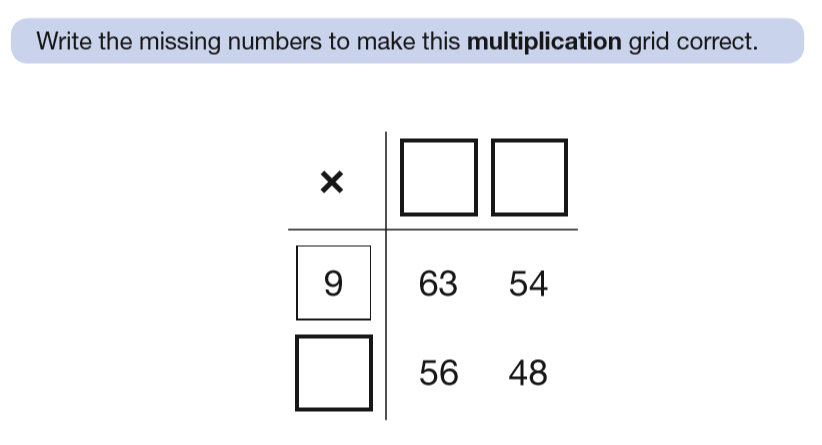 Write the missing numbers to make this multiplication grid correct.
×
9 63 54
56 48